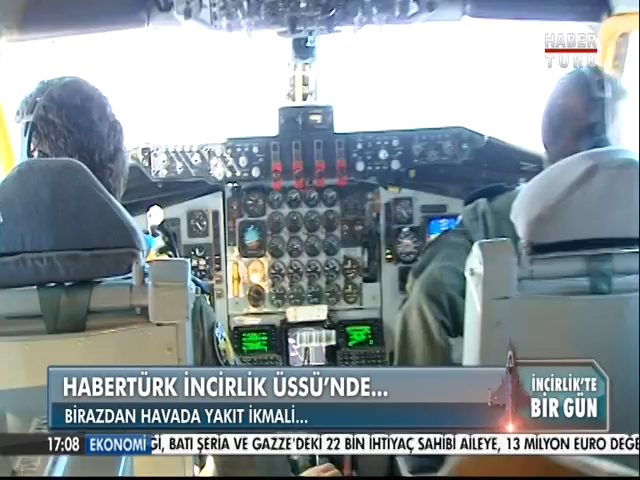 HABER
TÜRK
HABERTÜRK İNCİRLİK ÜSSÜ'NDE...
BİRAZDAN HAVADA YAKIT İKMALİ...
İNCİRLİK'TE
BİR GÜN
17:08 EKONOMİ Gİ, BATI ŞERİA VE GAZZE'DEKİ 22 BİN İHTİYAÇ SAHİBİ AİLEYE, 13 MİLYON EURO DEĞE